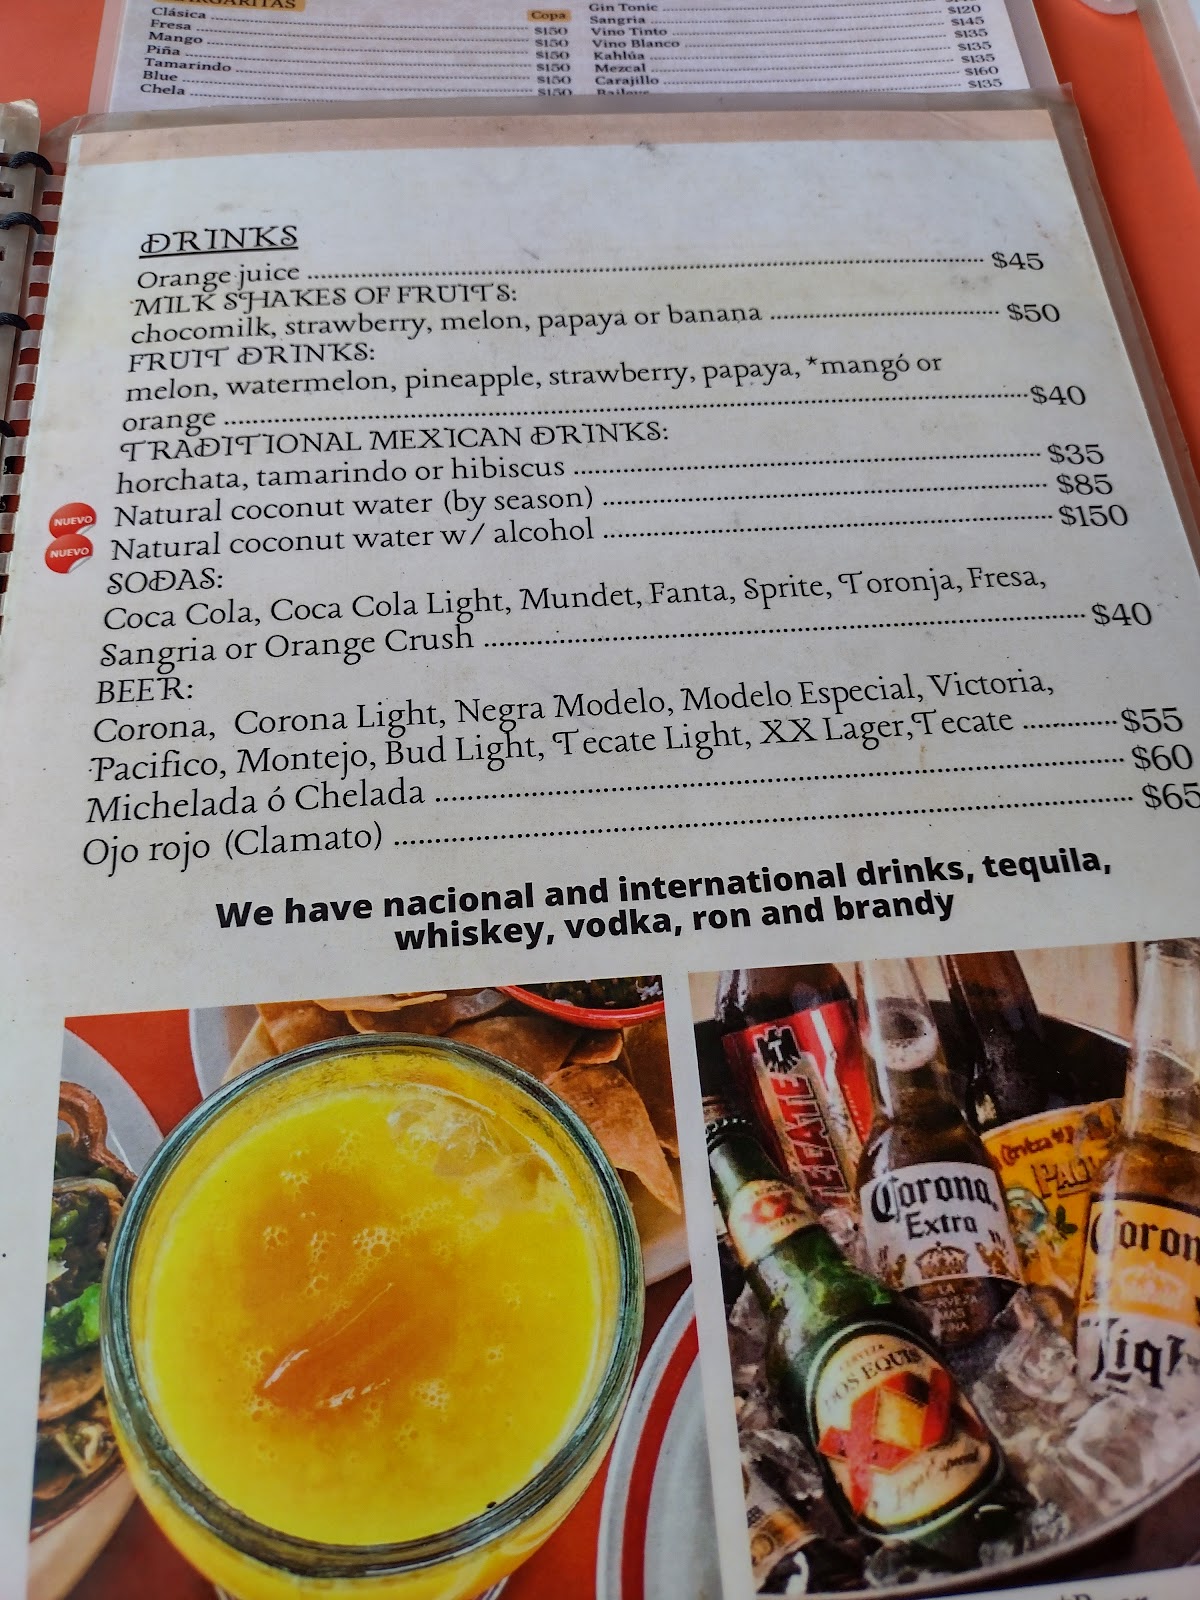 Clásica Copa
Fresa $150
Mango $150
Piña $150
Tamarindo $150
Blue $150
Chela $150
Gin Tonic
Sangria $120
Vino Tinto $145
Vino Blanco $135
Kahlúa $135
Mezcal $135
Carajillo $160
$135
DRINKS
Orange juice $45
MILK SHAKES OF FRUITS:
chocomilk, strawberry, melon, papaya or banana $50
FRUIT DRINKS:
melon, watermelon, pineapple, strawberry, papaya, *mangó or
orange $40
TRADITIONAL MEXICAN DRINKS:
horchata, tamarindo or hibiscus $35
NUEVO Natural coconut water (by season) $85
NUEVO Natural coconut water w/ alcohol $150
SODAS:
Coca Cola, Coca Cola Light, Mundet, Fanta, Sprite, Toronja, Fresa,
Sangria or Orange Crush $40
BEER:
Corona, Corona Light, Negra Modelo, Modelo Especial, Victoria,
Pacifico, Montejo, Bud Light, Tecate Light, XX Lager,Tecate $55
Michelada ó Chelada $60
Ojo rojo (Clamato) $65
We have nacional and international drinks, tequila,
whiskey, vodka, ron and brandy
TECATE
Corona
Extra
LA
MAS
Cerveza
XX
CERVEZA
DOS EQUIS
XX